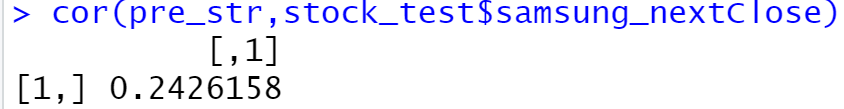 > cor(pre_str,stock_test$samsung_nextClose)
[,1]
[1,] 0.2426158